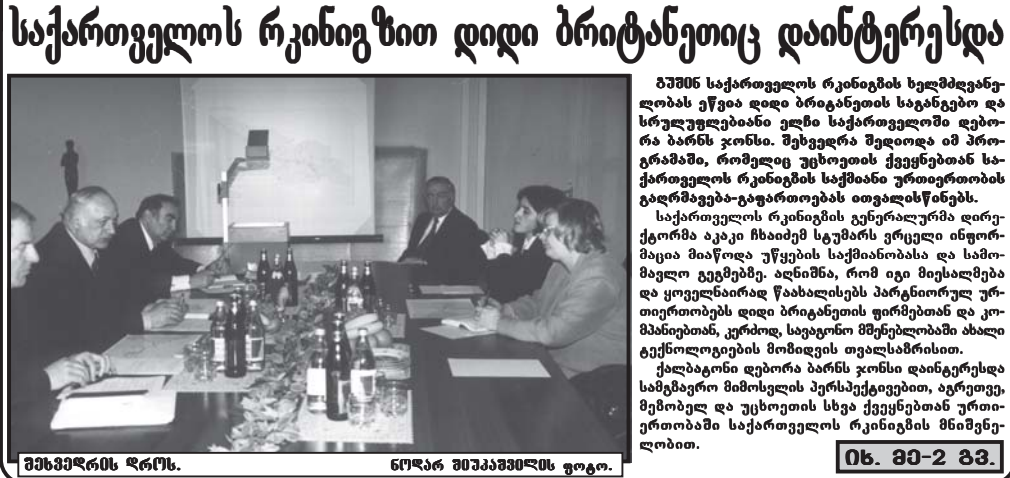 საქართველოს რკინიგზით დიდი ბრიტანეთიც დაინტერესდა
გუშინ საქართველოს რკინიგზის ხელმძღვანე-
ლობას ეწვია დიდი ბრიტანეთის საგანგებო და
სრულუფლებიანი ელჩი საქართველოში დებო-
რა ბარნს ჯონსი. შეხვედრა შედიოდა იმ პრო-
გრამაში, რომელიც უცხოეთის ქვეყნებთან სა-
ქართველოს რკინიგზის საქმიანი ურთიერთობის
გაღრმავება-გაფართოებას ითვალისწინებს.
საქართველოს რკინიგზის გენერალურმა დირე-
ქტორმა აკაკი ჩხაიძემ სტუმარს ვრცელი ინფორ-
მაცია მიაწოდა უწყების საქმიანობასა და სამო-
მავლო გეგმებზე. აღნიშნა, რომ იგი მიესალმება
და ყოველნაირად წაახალისებს პარტნიორულ ურ-
თიერთობებს დიდი ბრიტანეთის ფირმებთან და კო-
მპანიებთან, კერძოდ, სავაგონო მშენებლობაში ახალი
ტექნოლოგიების მოზიდვის თვალსაზრისით.
ქალბატონი დებორა ბარნს ჯონსი დაინტერესდა
სამგზავრო მიმოსვლის პერსპექტივებით, აგრეთვე,
მეზობელ და უცხოეთის სხვა ქვეყნებთან ურთი-
ერთობაში საქართველოს რკინიგზის მნიშვნე-
ლობით.
იხ. მე-2 გვ.
შეხვედრის დროს.
ნოდარ შიუკაშვილის ფოტო.